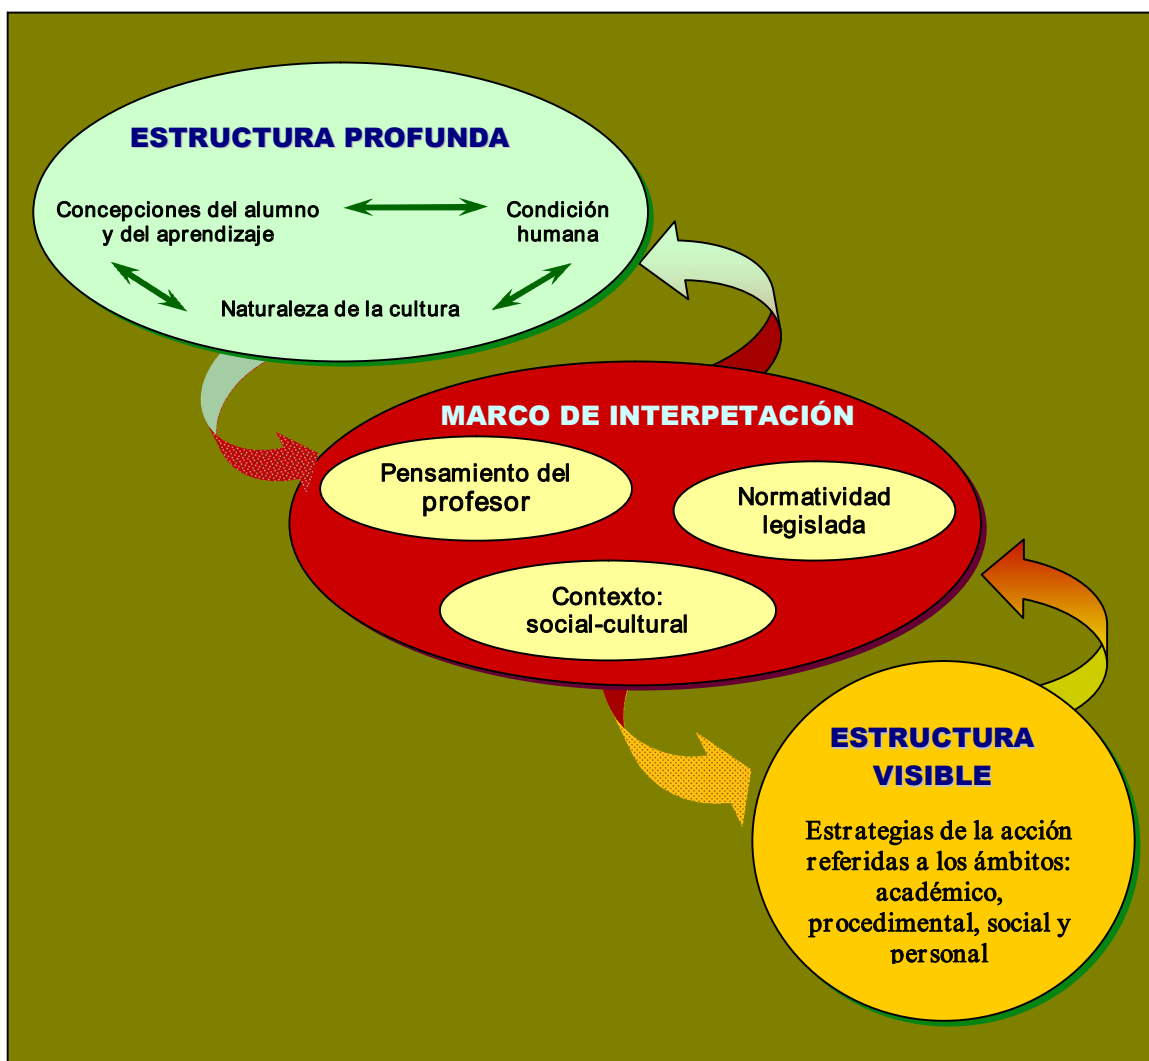 ESTRUCTURA PROFUNDA
Concepciones del alumno
y del aprendizaje
Condición
humana
Naturaleza de la cultura
MARCO DE INTERPETACIÓN
Pensamiento del
profesor
Normatividad
legislada
Contexto:
social-cultural
ESTRUCTURA
VISIBLE
Estrategias de la acción
referidas a los ámbitos:
académico,
procedimental, social y
personal